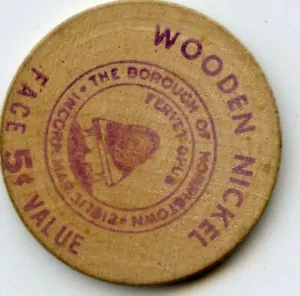 WOODEN NICKEL
FACE 5¢ VALUE
· THE BOROUGH OF NORRISTOWN ·
INCORP. MAR. 31, 1812
FERVET OPUS